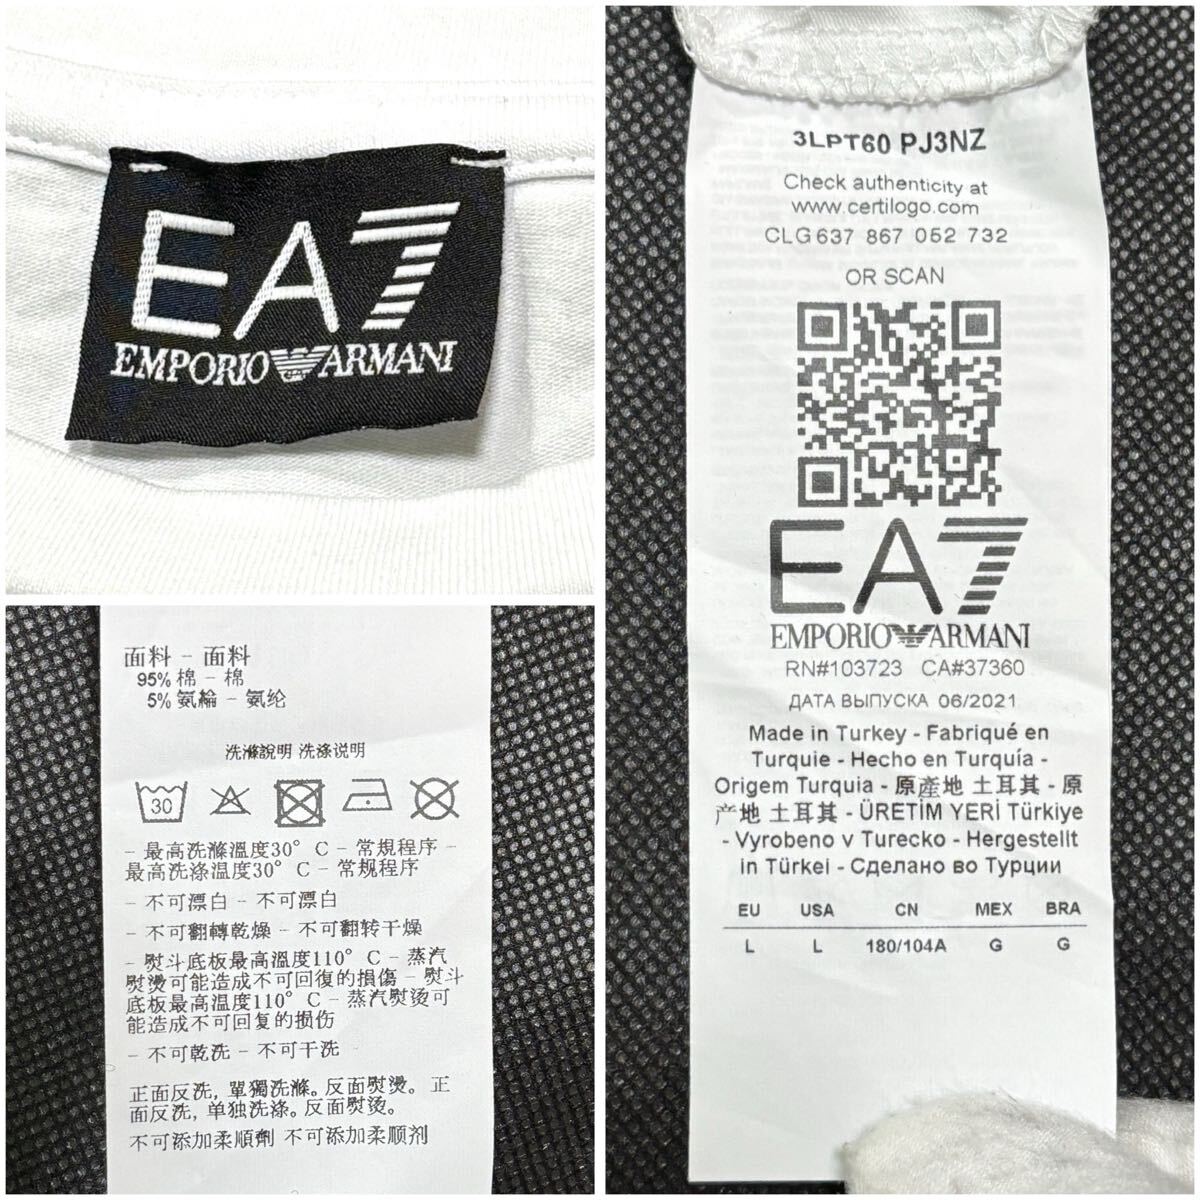 EA7
EMPORIO ARMANI
面料 - 面料
95% 棉 - 棉
5% 氨綸 - 氨纶
洗滌說明 洗涤说明
30
- 最高洗滌溫度30° C - 常規程序 -
最高洗涤温度30° C - 常规程序
- 不可漂白 - 不可漂白
- 不可翻轉乾燥 - 不可翻转干燥
- 熨斗底板最高溫度110° C - 蒸汽
熨燙可能造成不可回復的損傷 - 熨斗
底板最高温度110° C - 蒸汽熨烫可
能造成不可回复的损伤
- 不可乾洗 - 不可干洗
正面反洗, 單獨洗滌。反面熨燙。 正
面反洗, 单独洗涤。反面熨烫。
不可添加柔順劑 不可添加柔顺剂
3LPT60 PJ3NZ
Check authenticity at
www.certilogo.com
CLG 637 867 052 732
OR SCAN
EA7
EMPORIO ARMANI
RN#103723 CA#37360
ДАТА ВЫПУСКА 06/2021
Made in Turkey - Fabriqué en
Turquie - Hecho en Turquía -
Origem Turquia - 原產地 土耳其 - 原
产地 土耳其 - ÜRETİM YERİ Türkiye
- Vyrobeno v Turecko - Hergestellt
in Türkei - Сделано во Турции
EU USA CN MEX BRA
L L 180/104A G G